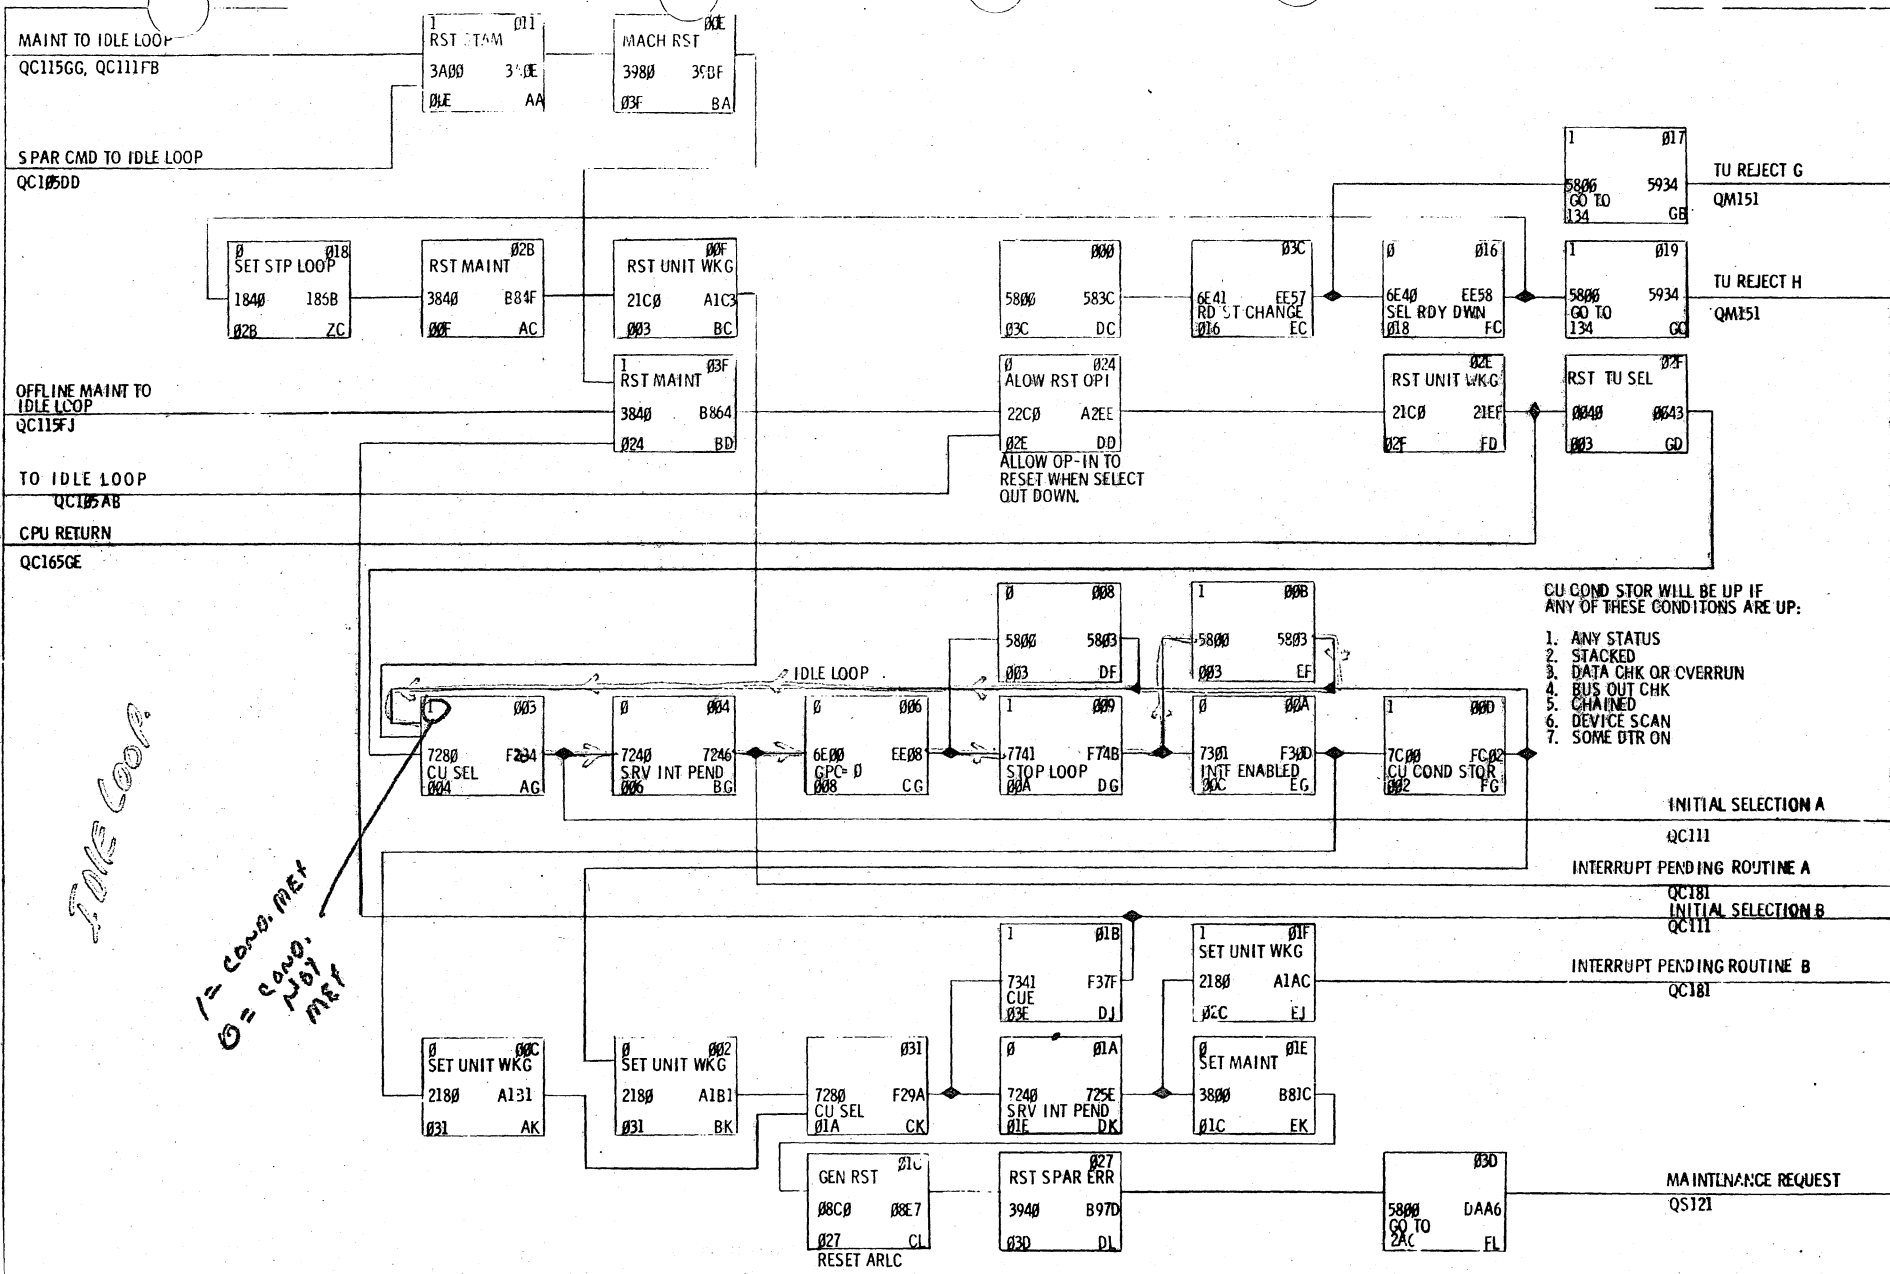 MAINT TO IDLE LOOP
QC115GG, QC111FB
1 Ø11
RST
3AØØ
AA
ØØE
MACH RST
398Ø 39BF
Ø3F BA
SPAR CMD TO IDLE LOOP
QC1Ø5DD
1 Ø17
58ØØ 5934
GO TO
134 GB
TU REJECT G
QM151
Ø Ø18
SET STP LOOP
184Ø 186B
Ø2B ZC
Ø2B
RST MAINT
384Ø B84F
ØØF AC
ØØF
RST UNIT WKG
21CØ A1C3
ØØ3 BC
ØØØ
58ØØ 583C
Ø3C DC
Ø3C
6E41 EE57
RD ST CHANGE
Ø16 EC
Ø Ø16
6E4Ø EE58
SEL RDY DWN
Ø18 FC
1 Ø19
58ØØ 5934
GO TO
134 GC
TU REJECT H
QM151
OFFLINE MAINT TO
IDLE LOOP
QC115FJ
1 Ø3F
RST MAINT
384Ø B864
Ø24 BD
Ø Ø24
ALOW RST OPI
22CØ A2EE
Ø2E DD
ALLOW OP-IN TO
RESET WHEN SELECT
OUT DOWN.
Ø2E
RST UNIT WKG
21CØ 21EF
Ø2F FD
Ø2F
RST TU SEL
ØØ4Ø ØØ43
ØØ3 GD
TO IDLE LOOP
QC1Ø5AB
CPU RETURN
QC165GE
Ø ØØ8
58ØØ 58Ø3
ØØ3 DF
1 ØØB
58ØØ 58Ø3
ØØ3 EF
CU COND STOR WILL BE UP IF
ANY OF THESE CONDITONS ARE UP:
1. ANY STATUS
2. STACKED
3. DATA CHK OR OVERRUN
4. BUS OUT CHK
5. CHAINED
6. DEVICE SCAN
7. SOME DTR ON
IDLE LOOP
1 ØØ3
728Ø F204
CU SEL
ØØ4 AG
Ø ØØ4
724Ø 7246
SRV INT PEND
ØØ6 BG
Ø ØØ6
6EØØ EEØ8
GPC= Ø
ØØ8 CG
1 ØØ9
7741 F74B
STOP LOOP
ØØA DG
Ø ØØA
73Ø1 F3ØD
INTF ENABLED
ØØC EG
1 ØØD
7CØØ FCØ2
CU COND STOR
ØØ2 FG
IDLE LOOP.
1= COND. MET
0= COND.
NOT
MET
INITIAL SELECTION A
QC111
INTERRUPT PENDING ROUTINE A
QC181
INITIAL SELECTION B
QC111
1 Ø1B
7341 F37F
CUE
Ø3E DJ
1 Ø1F
SET UNIT WKG
218Ø A1AC
Ø2C EJ
INTERRUPT PENDING ROUTINE B
QC181
Ø ØØC
SET UNIT WKG
218Ø A1B1
Ø31 AK
Ø ØØ2
SET UNIT WKG
218Ø A1B1
Ø31 BK
Ø31
728Ø F29A
CU SEL
Ø1A CK
Ø Ø1A
724Ø 725E
SRV INT PEND
Ø1E DK
Ø Ø1E
SET MAINT
38ØØ B81C
Ø1C EK
Ø1C
GEN RST
Ø8CØ Ø8E7
Ø27 CL
RESET ARLC
Ø27
RST SPAR ERR
394Ø B97D
Ø3D DL
Ø3D
58ØØ DAA6
GO TO
2AC FL
MAINTENANCE REQUEST
QS121